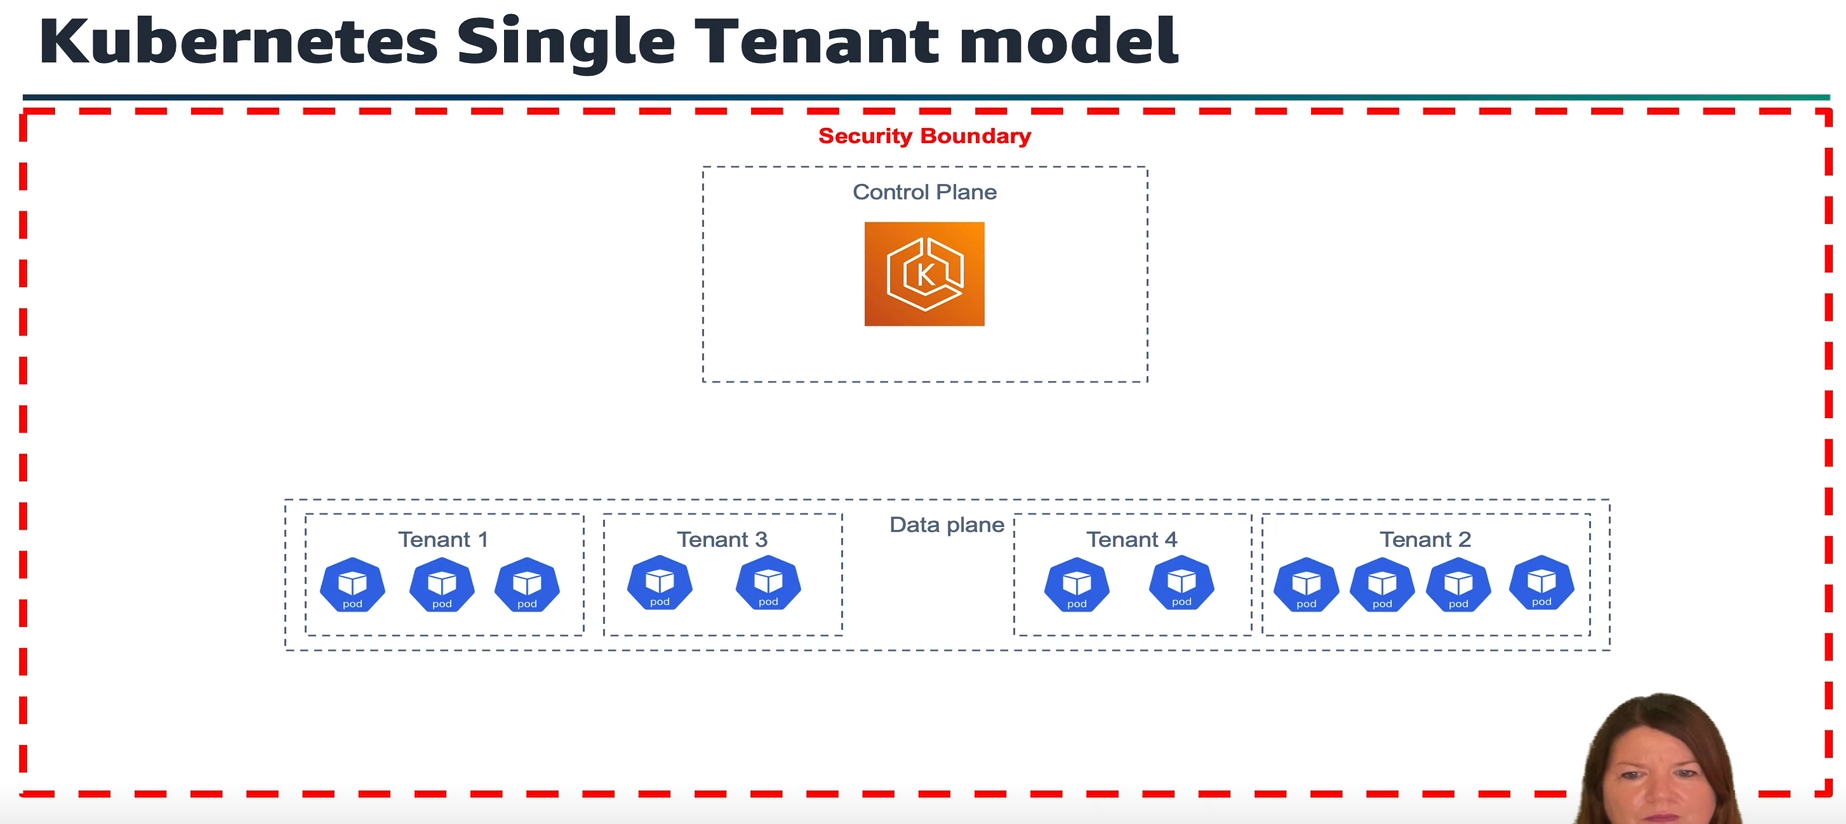 Kubernetes Single Tenant model
Security Boundary
Control Plane
K
Data plane
Tenant 1
pod
pod
pod
Tenant 3
pod
pod
Tenant 4
pod
pod
Tenant 2
pod
pod
pod
pod